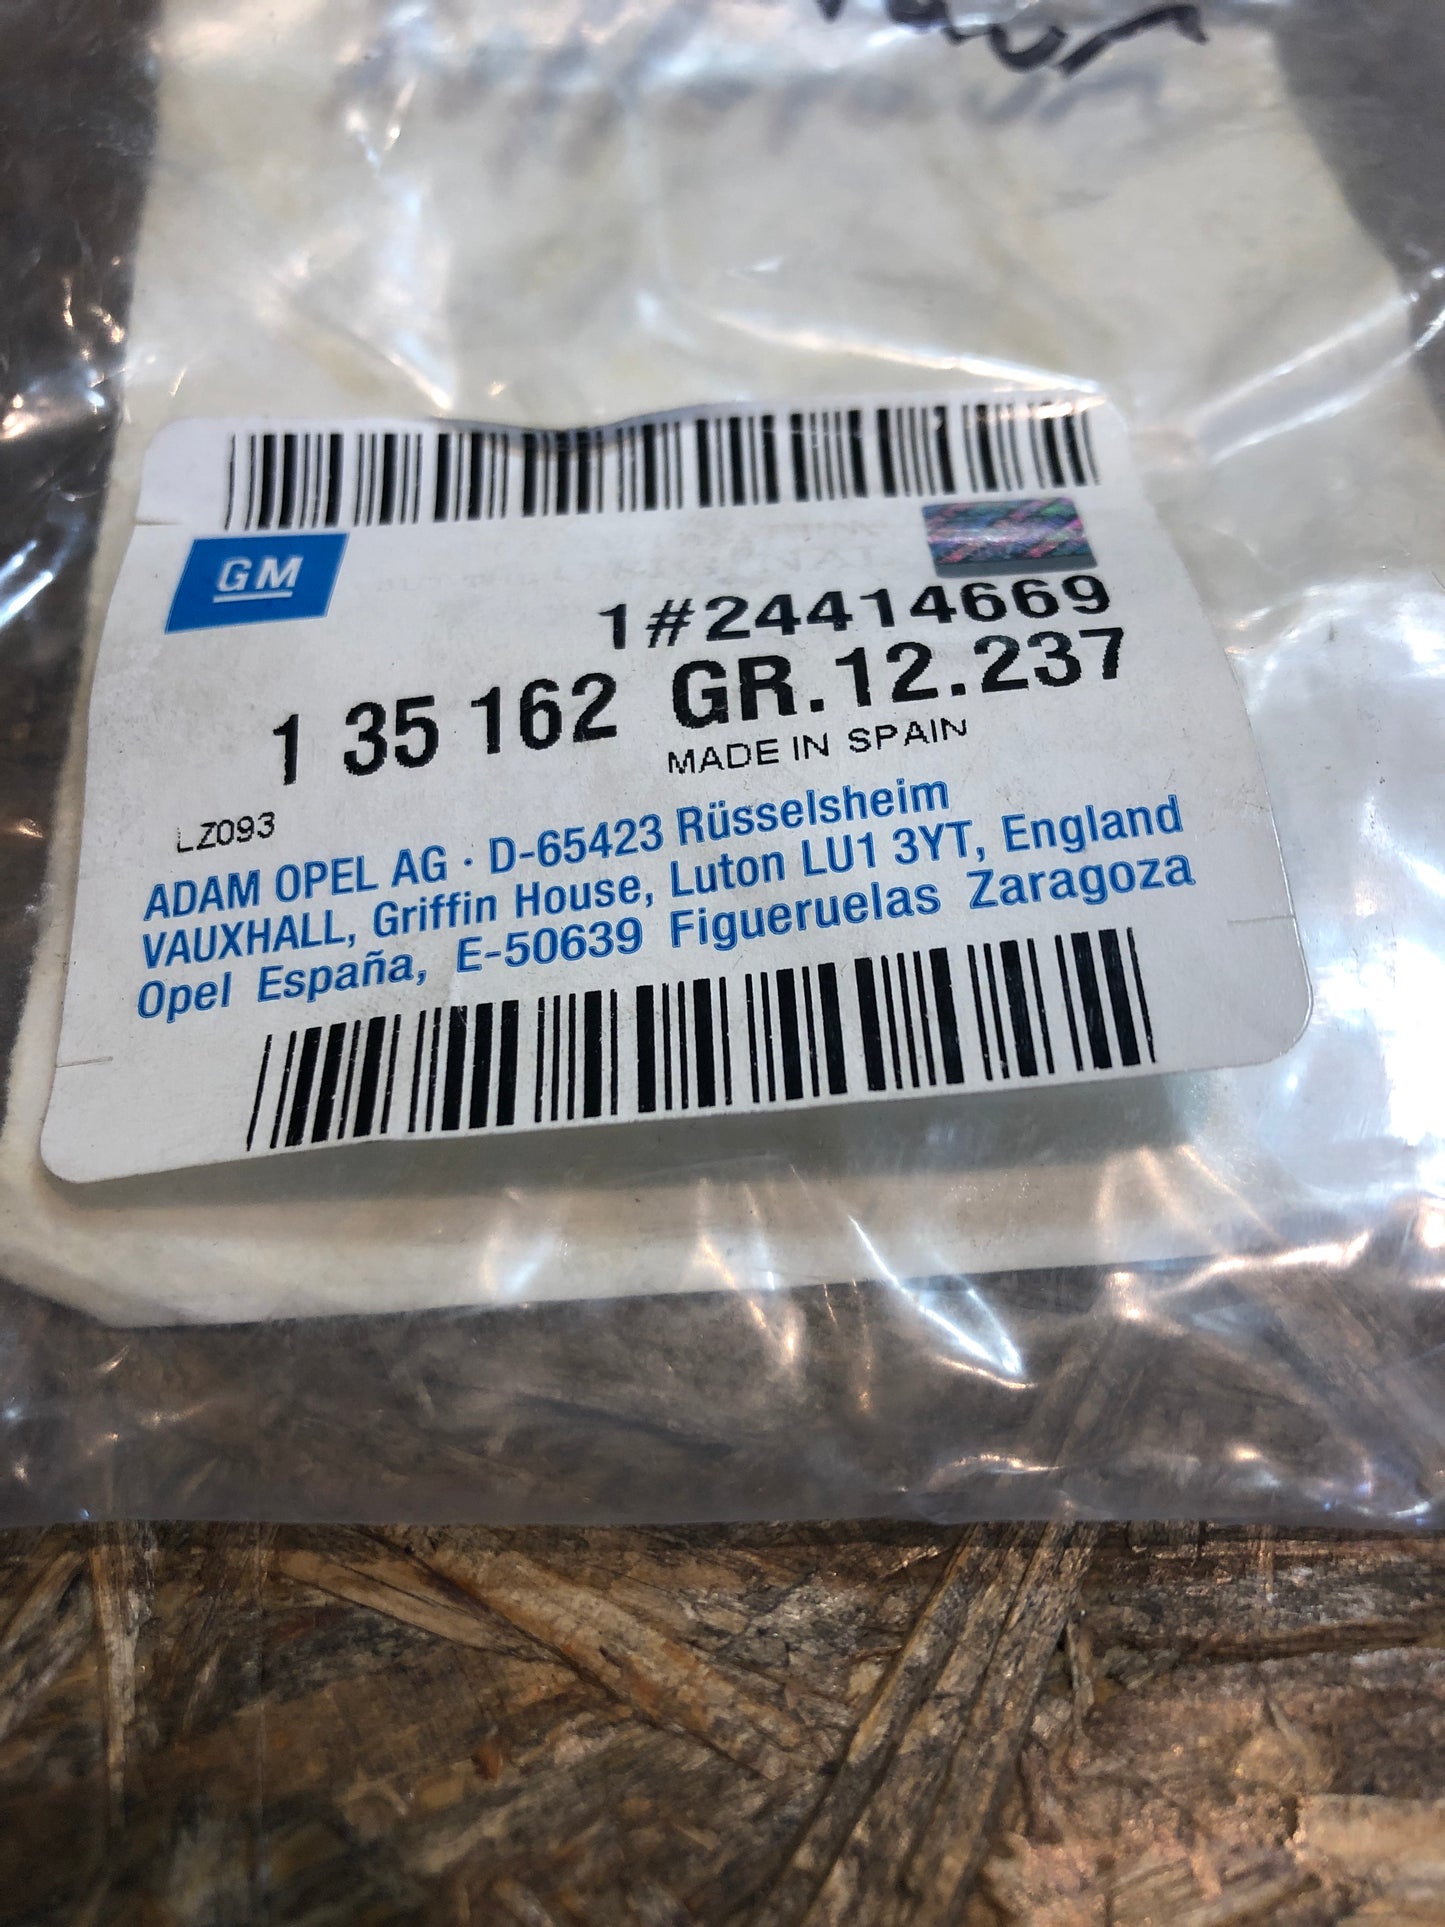 GM
1#24414669
1 35 162 GR.12.237
MADE IN SPAIN
LZ093
ADAM OPEL AG · D-65423 Rüsselsheim
VAUXHALL, Griffin House, Luton LU1 3YT, England
Opel España, E-50639 Figueruelas Zaragoza